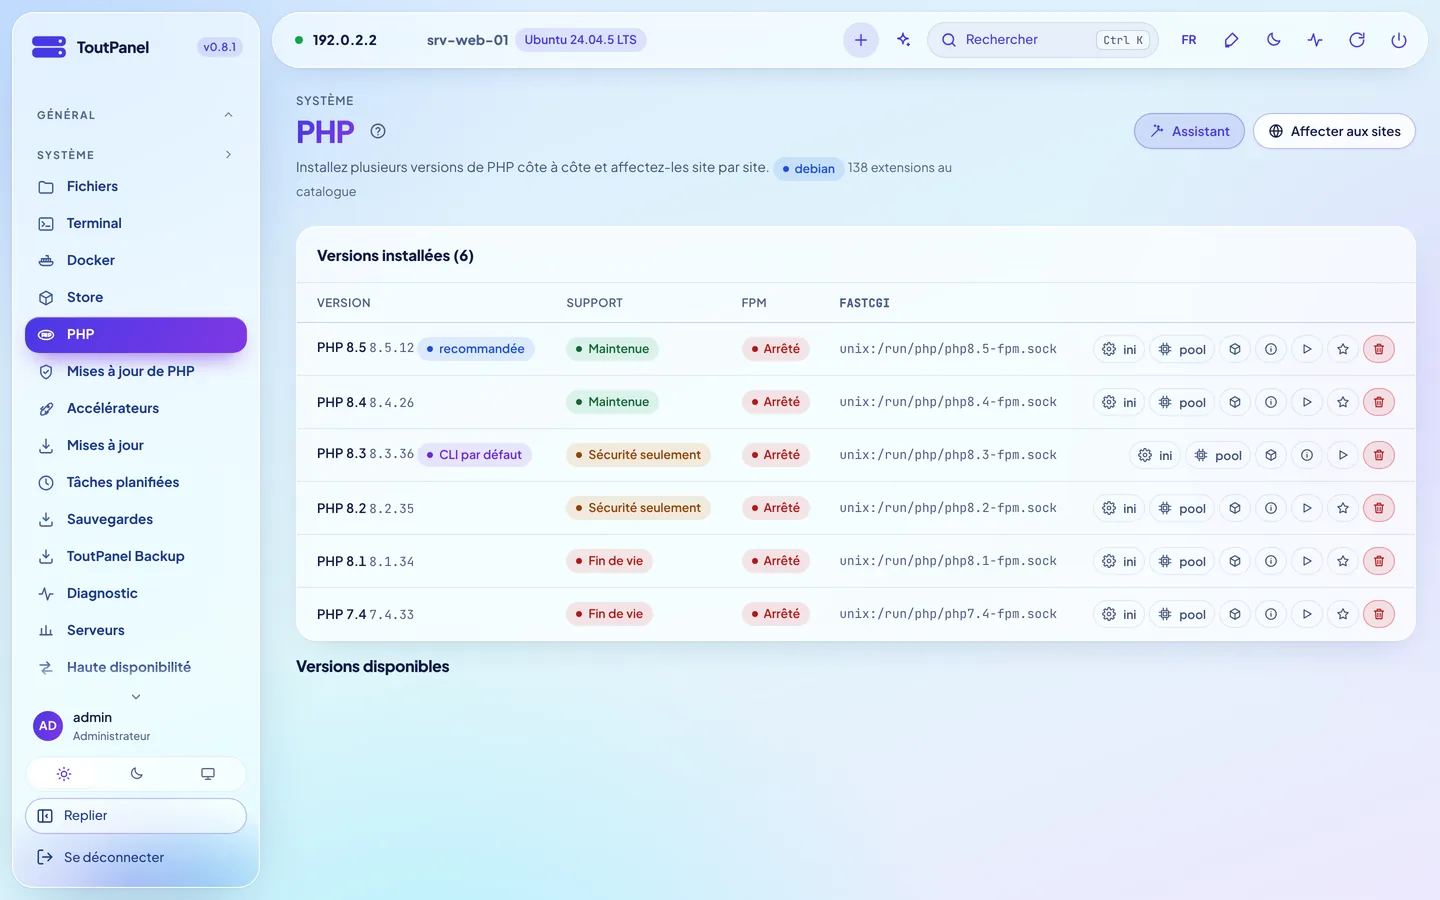 ToutPanel v0.8.1
GÉNÉRAL
SYSTÈME
Fichiers
Terminal
Docker
Store
PHP
Mises à jour de PHP
Accélérateurs
Mises à jour
Tâches planifiées
Sauvegardes
ToutPanel Backup
Diagnostic
Serveurs
Haute disponibilité
AD admin
Administrateur
Replier
Se déconnecter
192.0.2.2 srv-web-01 Ubuntu 24.04.5 LTS Rechercher Ctrl K FR
SYSTÈME
PHP
Assistant Affecter aux sites
Installez plusieurs versions de PHP côte à côte et affectez-les site par site. debian 138 extensions au
catalogue
Versions installées (6)
VERSION SUPPORT FPM FASTCGI
PHP 8.5 8.5.12 recommandée Maintenue Arrêté unix:/run/php/php8.5-fpm.sock ini pool
PHP 8.4 8.4.26 Maintenue Arrêté unix:/run/php/php8.4-fpm.sock ini pool
PHP 8.3 8.3.36 CLI par défaut Sécurité seulement Arrêté unix:/run/php/php8.3-fpm.sock ini pool
PHP 8.2 8.2.35 Sécurité seulement Arrêté unix:/run/php/php8.2-fpm.sock ini pool
PHP 8.1 8.1.34 Fin de vie Arrêté unix:/run/php/php8.1-fpm.sock ini pool
PHP 7.4 7.4.33 Fin de vie Arrêté unix:/run/php/php7.4-fpm.sock ini pool
Versions disponibles